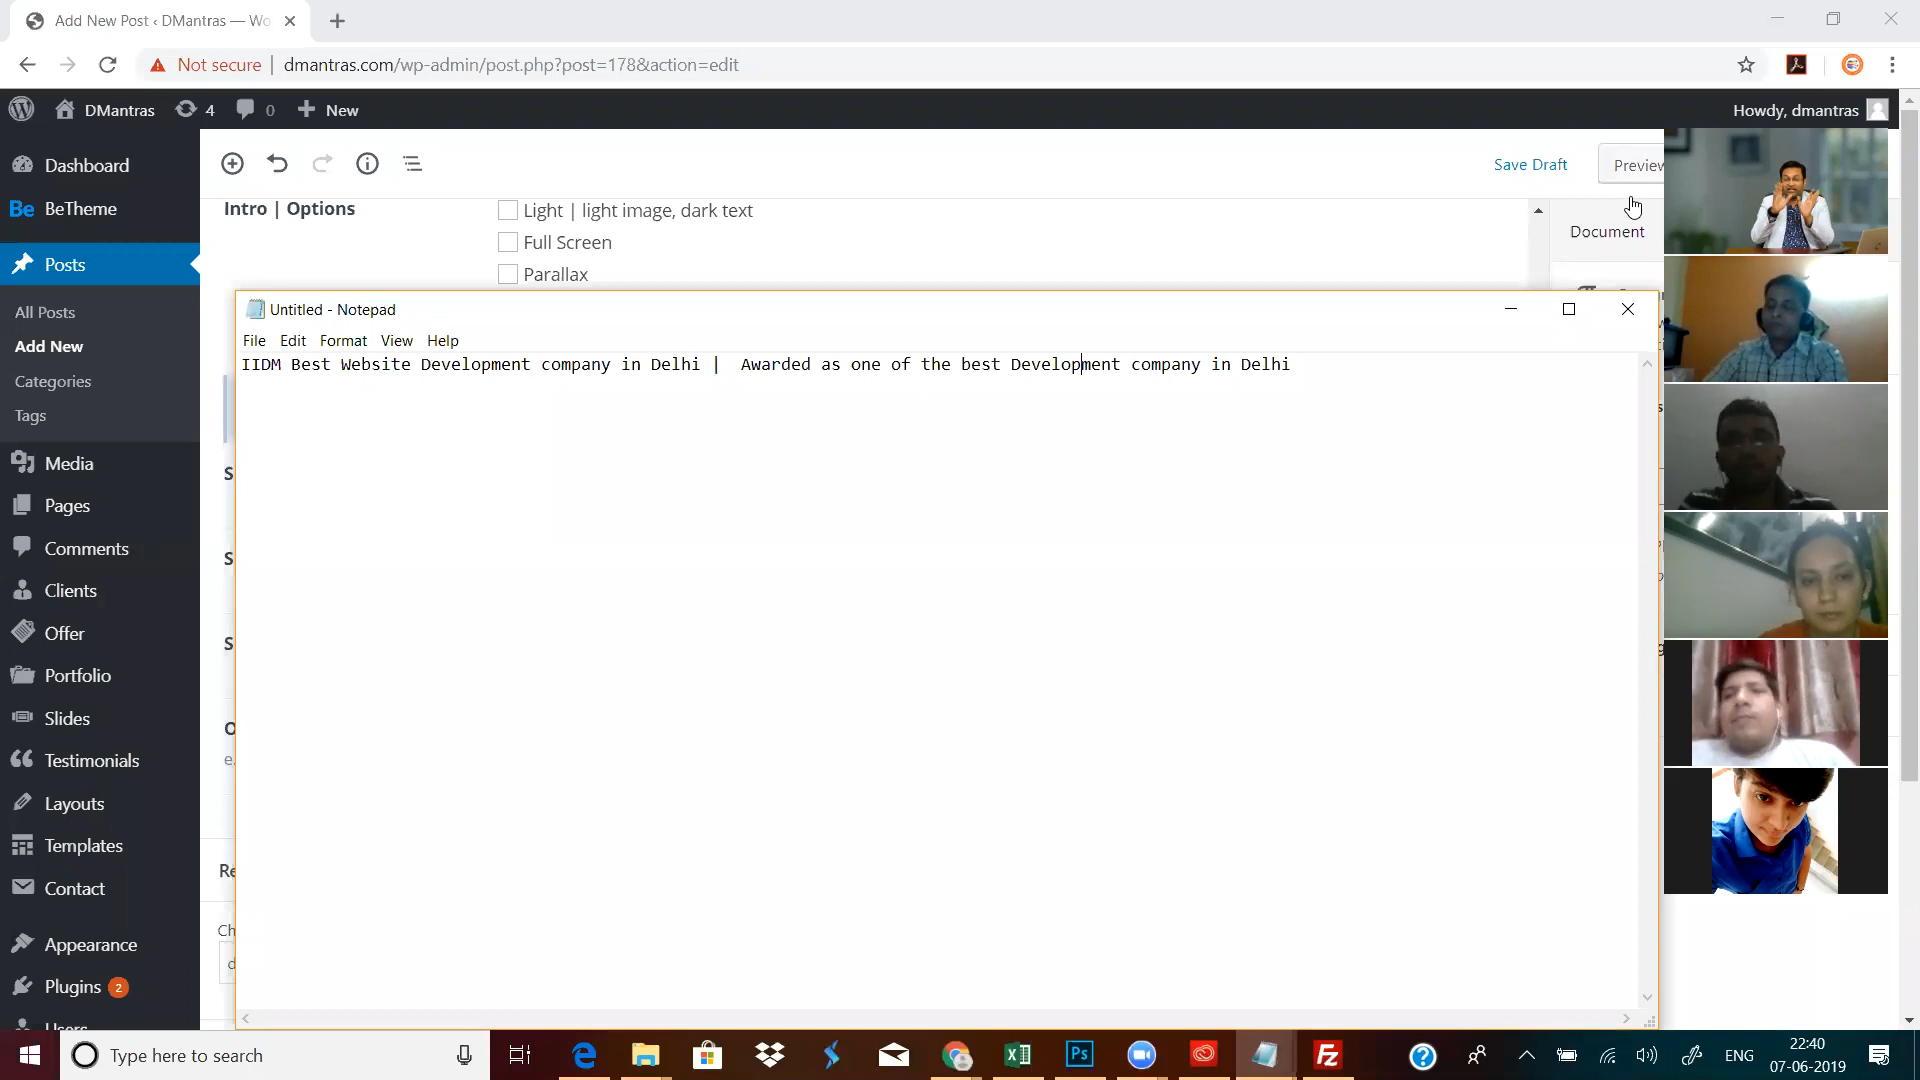 Add New Post ‹ DMantras — Wo
Not secure | dmantras.com/wp-admin/post.php?post=178&action=edit
DMantras 4 0 New Howdy, dmantras
Dashboard
BeTheme
Posts
All Posts
Add New
Categories
Tags
Media
Pages
Comments
Clients
Offer
Portfolio
Slides
Testimonials
Layouts
Templates
Contact
Appearance
Plugins 2
Users
Save Draft Preview
Document
Intro | Options
Light | light image, dark text
Full Screen
Parallax
Untitled - Notepad
File Edit Format View Help
IIDM Best Website Development company in Delhi |  Awarded as one of the best Development company in Delhi
S
S
S
O
e.
Re
Ch
d
Type here to search
ENG
22:40
07-06-2019